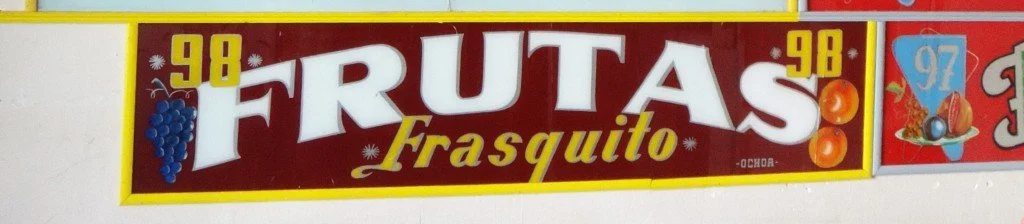 98 FRUTAS 98
Frasquito
-OCHOA-
97